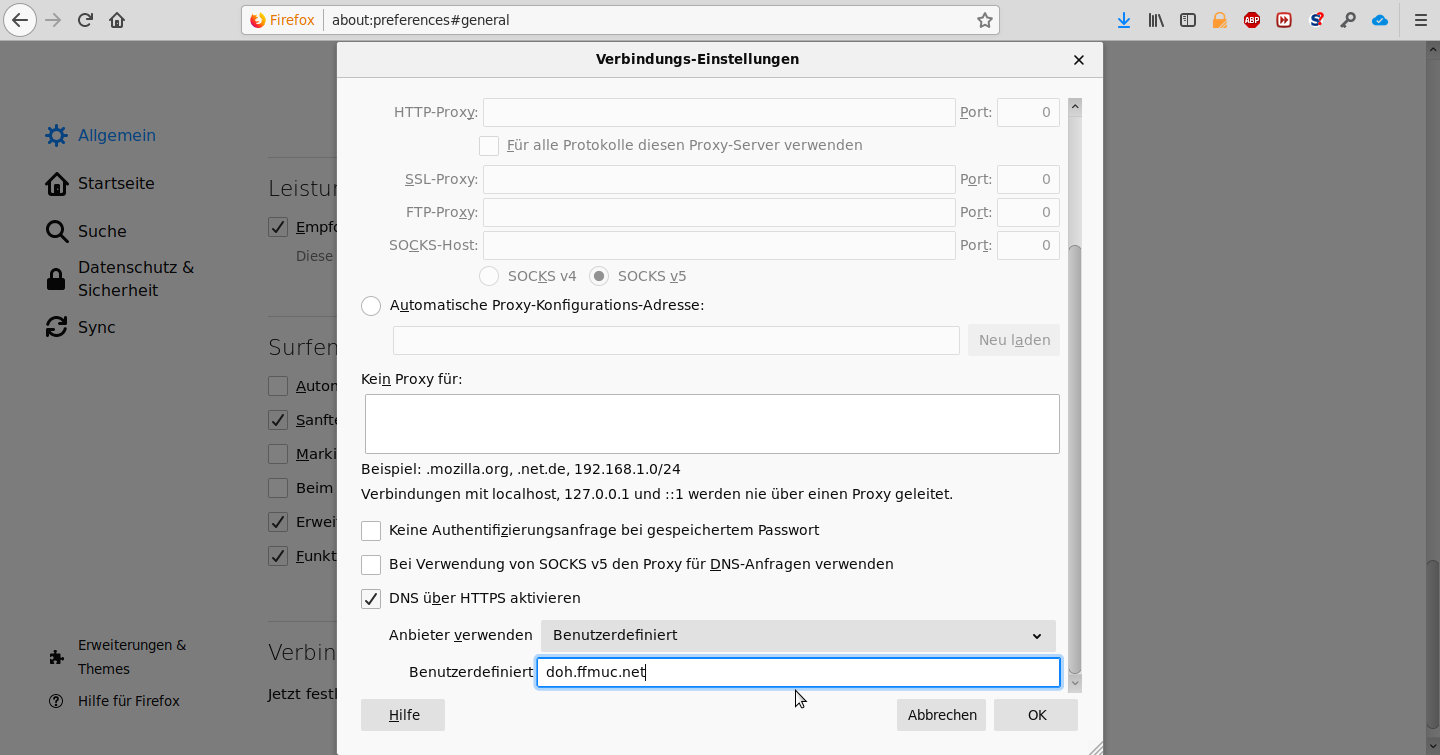 Firefox about:preferences#general
ABP
Verbindungs-Einstellungen
Allgemein
Startseite
Suche
Datenschutz &
Sicherheit
Sync
Erweiterungen &
Themes
Hilfe für Firefox
Leistun
Empfo
Diese
Surfen
Autom
Sanfte
Marki
Beim
Erweit
Funkt
Verbin
Jetzt festl
HTTP-Proxy: Port: 0
Für alle Protokolle diesen Proxy-Server verwenden
SSL-Proxy: Port: 0
FTP-Proxy: Port: 0
SOCKS-Host: Port: 0
SOCKS v4 SOCKS v5
Automatische Proxy-Konfigurations-Adresse:
Neu laden
Kein Proxy für:
Beispiel: .mozilla.org, .net.de, 192.168.1.0/24
Verbindungen mit localhost, 127.0.0.1 und ::1 werden nie über einen Proxy geleitet.
Keine Authentifizierungsanfrage bei gespeichertem Passwort
Bei Verwendung von SOCKS v5 den Proxy für DNS-Anfragen verwenden
DNS über HTTPS aktivieren
Anbieter verwenden Benutzerdefiniert
Benutzerdefiniert doh.ffmuc.net
Hilfe Abbrechen OK